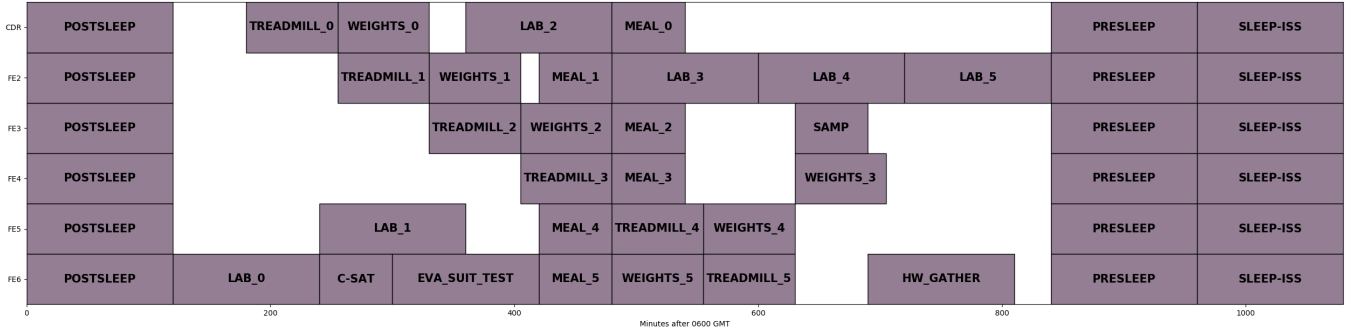 CDR POSTSLEEP TREADMILL_0 WEIGHTS_0 LAB_2 MEAL_0 PRESLEEP SLEEP-ISS
FE2 POSTSLEEP TREADMILL_1 WEIGHTS_1 MEAL_1 LAB_3 LAB_4 LAB_5 PRESLEEP SLEEP-ISS
FE3 POSTSLEEP TREADMILL_2 WEIGHTS_2 MEAL_2 SAMP PRESLEEP SLEEP-ISS
FE4 POSTSLEEP TREADMILL_3 MEAL_3 WEIGHTS_3 PRESLEEP SLEEP-ISS
FE5 POSTSLEEP LAB_1 MEAL_4 TREADMILL_4 WEIGHTS_4 PRESLEEP SLEEP-ISS
FE6 POSTSLEEP LAB_0 C-SAT EVA_SUIT_TEST MEAL_5 WEIGHTS_5 TREADMILL_5 HW_GATHER PRESLEEP SLEEP-ISS
0 200 400 600 800 1000
Minutes after 0600 GMT